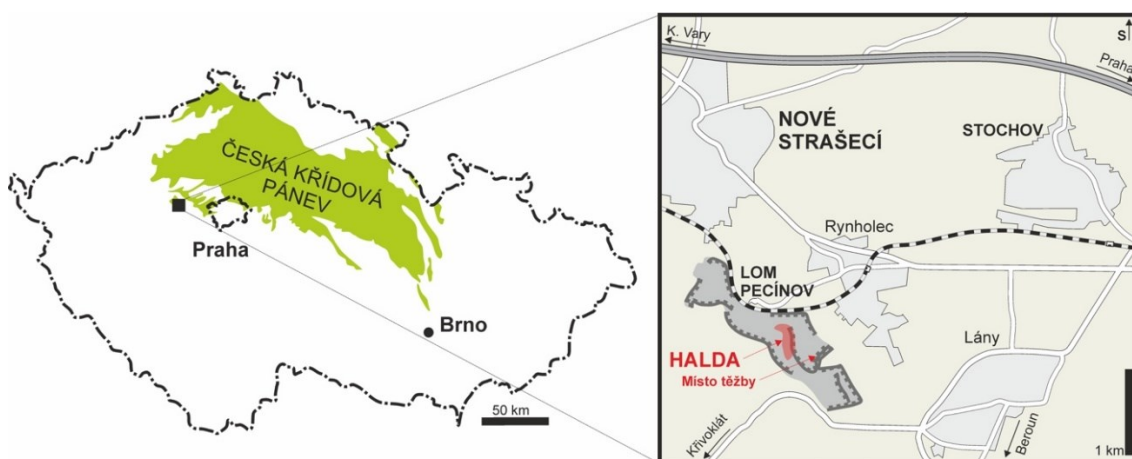 ČESKÁ KŘÍDOVÁ
PÁNEV
Praha
Brno
50 km
K. Vary
S
Praha
NOVÉ
STRAŠECÍ
STOCHOV
Rynholec
LOM
PECÍNOV
HALDA
Místo těžby
Lány
Křivoklát
Beroun
1 km